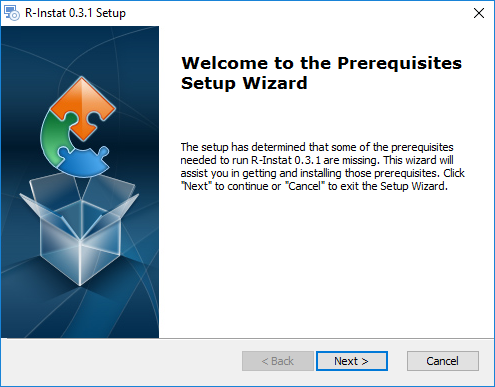 R-Instat 0.3.1 Setup
Welcome to the Prerequisites
Setup Wizard
The setup has determined that some of the prerequisites
needed to run R-Instat 0.3.1 are missing. This wizard will
assist you in getting and installing those prerequisites. Click
"Next" to continue or "Cancel" to exit the Setup Wizard.
< Back
Next >
Cancel